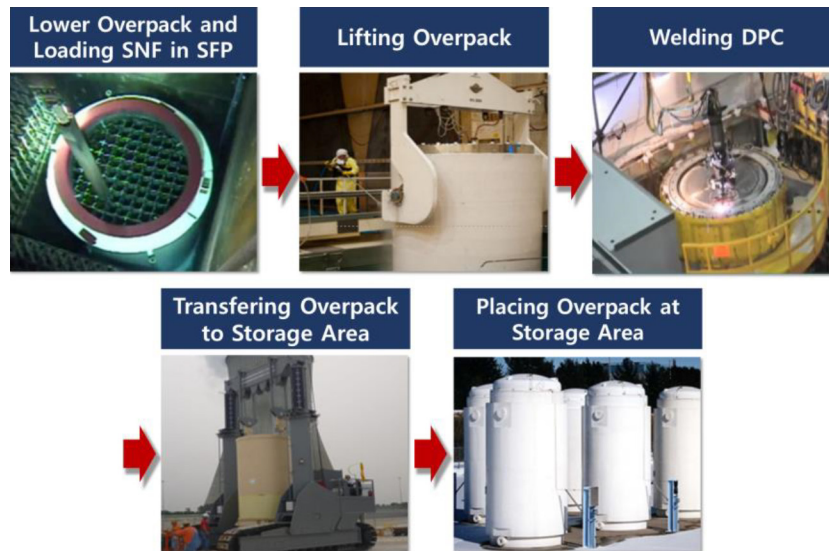 Lower Overpack and
Loading SNF in SFP
Lifting Overpack
Welding DPC
Transfering Overpack
to Storage Area
Placing Overpack at
Storage Area